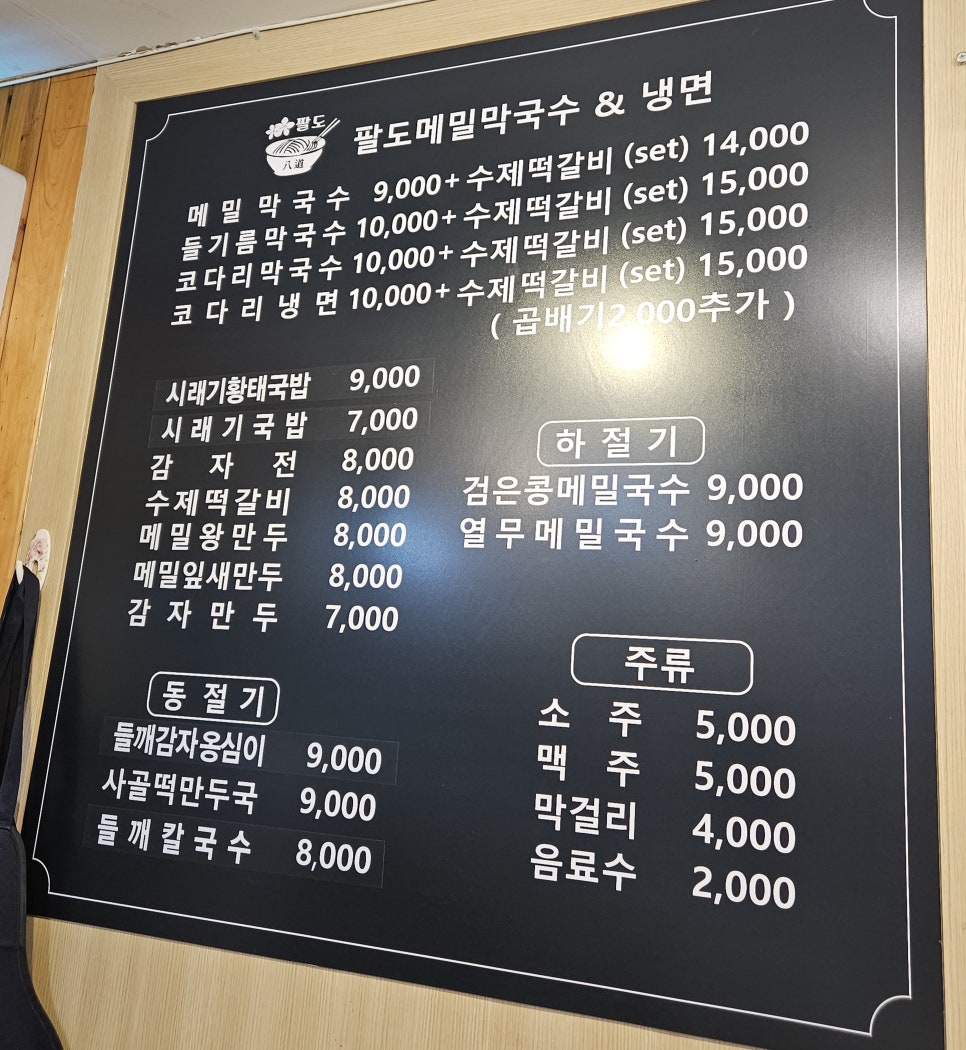 팔도
八道
팔도메밀막국수 & 냉면
메밀막국수 9,000+수제떡갈비 (set) 14,000
들기름막국수 10,000+수제떡갈비 (set) 15,000
코다리막국수 10,000+수제떡갈비 (set) 15,000
코다리냉면 10,000+수제떡갈비 (set) 15,000
( 곱배기2,000추가 )
시래기황태국밥 9,000
시래기국밥 7,000
감자전 8,000
수제떡갈비 8,000
메밀왕만두 8,000
메밀잎새만두 8,000
감자만두 7,000
동절기
들깨감자옹심이 9,000
사골떡만두국 9,000
들깨칼국수 8,000
하절기
검은콩메밀국수 9,000
열무메밀국수 9,000
주류
소주 5,000
맥주 5,000
막걸리 4,000
음료수 2,000